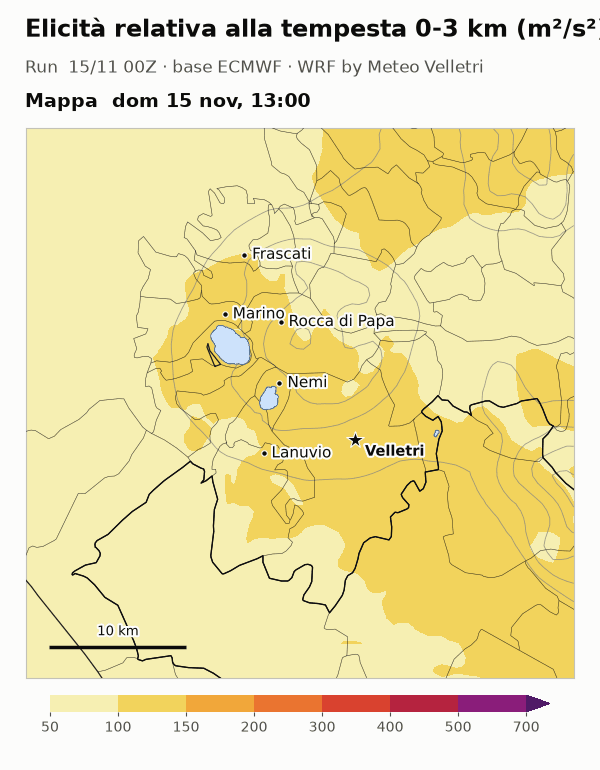 Elicità relativa alla tempesta 0-3 km (m²/s²)
Run  15/11 00Z · base ECMWF · WRF by Meteo Velletri
Mappa  dom 15 nov, 13:00
Frascati
Marino
Rocca di Papa
Nemi
Velletri
Lanuvio
10 km
50 100 150 200 300 400 500 700